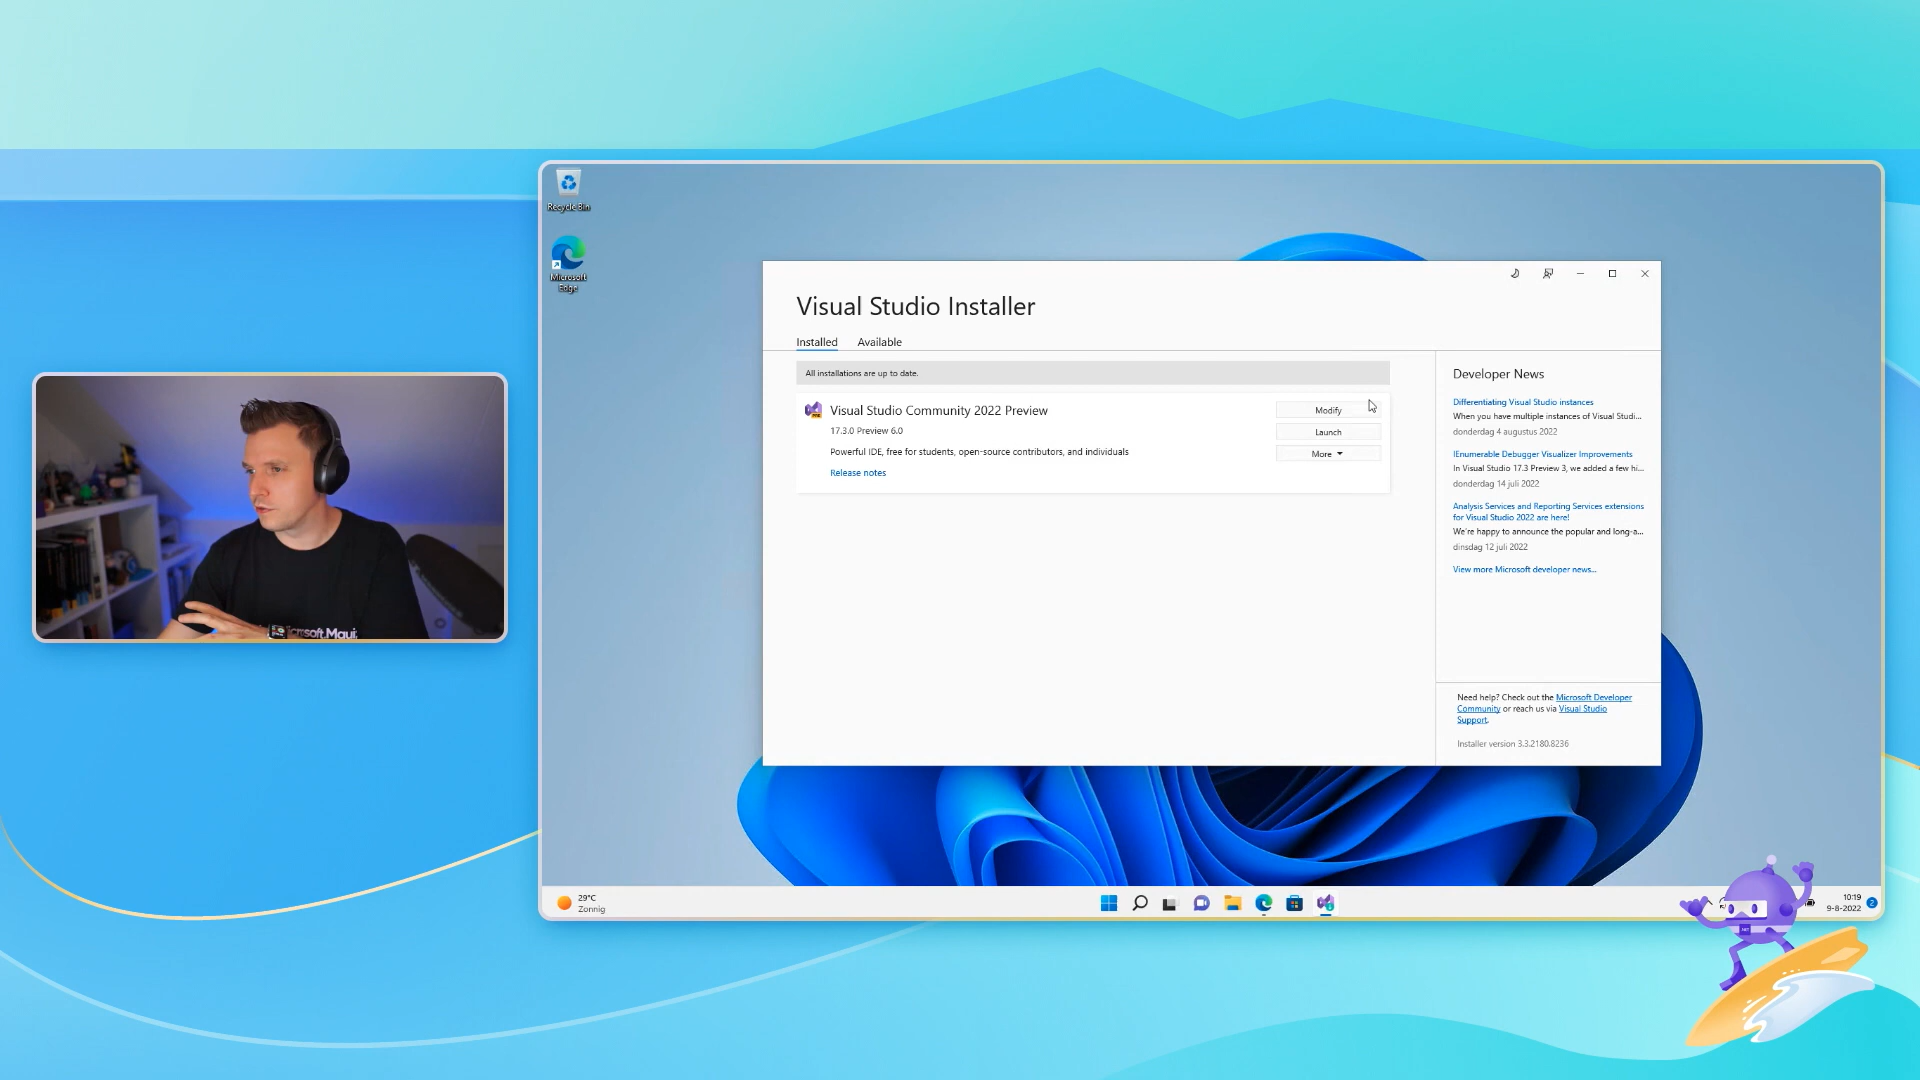 Recycle Bin
Microsoft
Edge
Visual Studio Installer
Installed
Available
All installations are up to date.
Visual Studio Community 2022 Preview
17.3.0 Preview 6.0
Powerful IDE, free for students, open-source contributors, and individuals
Release notes
Modify
Launch
More
Developer News
Differentiating Visual Studio instances
When you have multiple instances of Visual Studi...
donderdag 4 augustus 2022
IEnumerable Debugger Visualizer Improvements
In Visual Studio 17.3 Preview 3, we added a few hi...
donderdag 14 juli 2022
Analysis Services and Reporting Services extensions
for Visual Studio 2022 are here!
We're happy to announce the popular and long-a...
dinsdag 12 juli 2022
View more Microsoft developer news...
Need help? Check out the Microsoft Developer
Community or reach us via Visual Studio
Support.
Installer version 3.3.2180.8236
icrosoft.Maui
29°C
Zonnig
10:19
9-8-2022
2
.NET